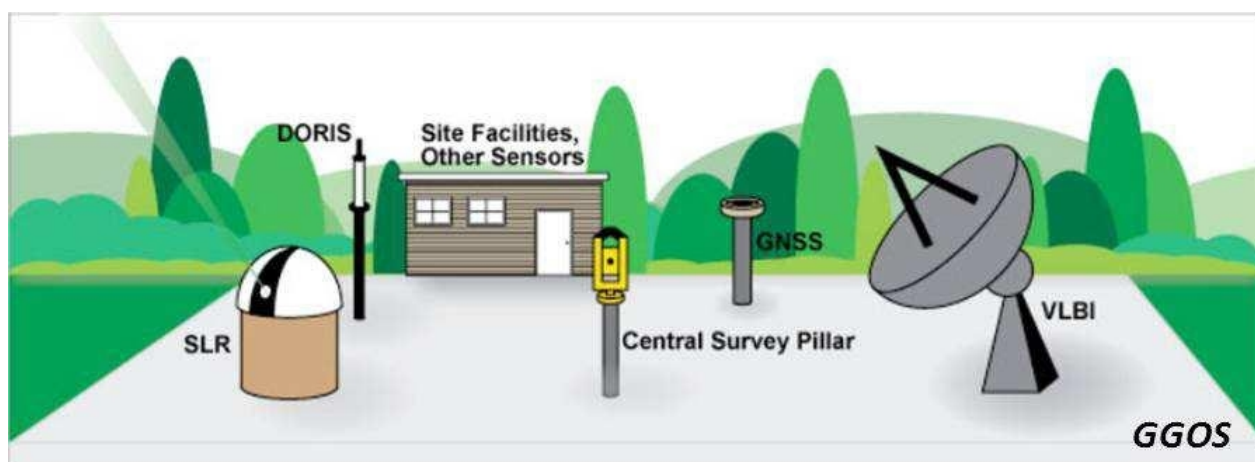 DORIS
Site Facilities,
Other Sensors
GNSS
SLR
Central Survey Pillar
VLBI
GGOS